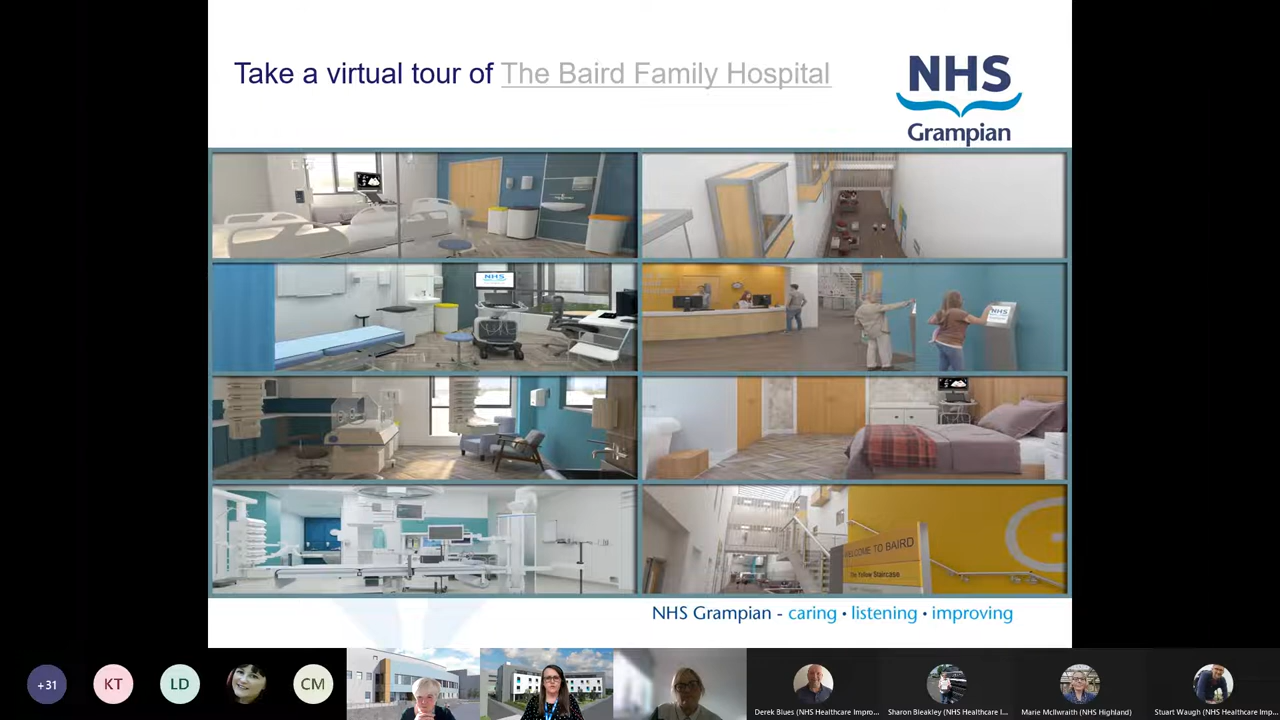 Take a virtual tour of The Baird Family Hospital
NHS
Grampian
NHS
NHS
WELCOME TO BAIRD
The Yellow Staircase
NHS Grampian - caring • listening • improving
+31
KT
LD
CM
Derek Blues (NHS Healthcare Impro...
Sharon Bleakley (NHS Healthcare I...
Marie McIlwraith (NHS Highland)
Stuart Waugh (NHS Healthcare Imp...